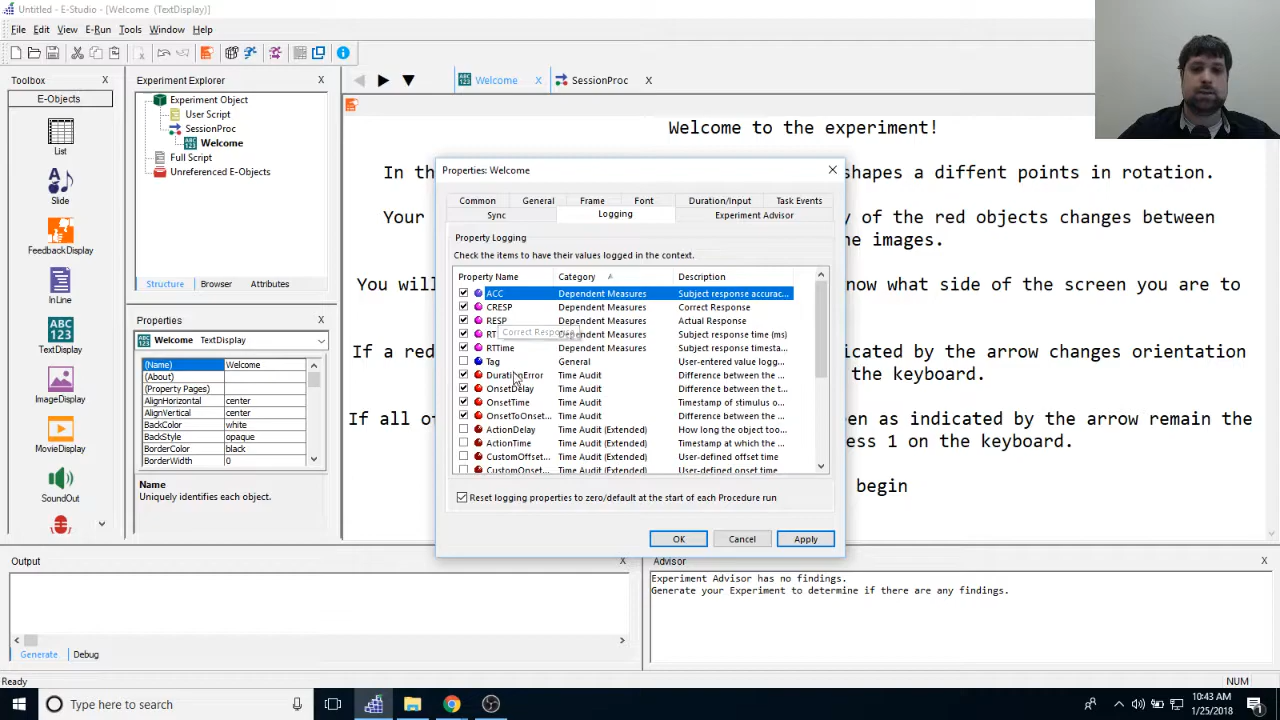 Untitled - E-Studio - [Welcome (TextDisplay)]
File Edit View E-Run Tools Window Help
Toolbox
E-Objects
List
Slide
FeedbackDisplay
InLine
TextDisplay
ImageDisplay
MovieDisplay
SoundOut
Experiment Explorer
Experiment Object
User Script
SessionProc
Welcome
Full Script
Unreferenced E-Objects
Structure Browser Attributes
Properties
Welcome TextDisplay
(Name) Welcome
(About)
(Property Pages)
AlignHorizontal center
AlignVertical center
BackColor white
BackStyle opaque
BorderColor black
BorderWidth 0
Name
Uniquely identifies each object.
Welcome SessionProc
Welcome to the experiment!
In th shapes a diffent points in rotation.
Your y of the red objects changes between
e images.
You will now what side of the screen you are to
If a red icated by the arrow changes orientation
the keyboard.
If all of een as indicated by the arrow remain the
ess 1 on the keyboard.
begin
Properties: Welcome
Common General Frame Font Duration/Input Task Events
Sync Logging Experiment Advisor
Property Logging
Check the items to have their values logged in the context.
Property Name Category Description
ACC Dependent Measures Subject response accurac...
CRESP Dependent Measures Correct Response
RESP Dependent Measures Actual Response
RT Dependent Measures Subject response time (ms)
Correct Response
RTTime Dependent Measures Subject response timesta...
Tag General User-entered value logg...
DurationError Time Audit Difference between the ...
OnsetDelay Time Audit Difference between the t...
OnsetTime Time Audit Timestamp of stimulus o...
OnsetToOnset... Time Audit Difference between the ...
ActionDelay Time Audit (Extended) How long the object too...
ActionTime Time Audit (Extended) Timestamp at which the ...
CustomOffset... Time Audit (Extended) User-defined offset time
CustomOnset... Time Audit (Extended) User-defined onset time
Reset logging properties to zero/default at the start of each Procedure run
OK Cancel Apply
Output
Generate Debug
Advisor
Experiment Advisor has no findings.
Generate your Experiment to determine if there are any findings.
Ready
NUM
Type here to search
10:43 AM
1/25/2018
1